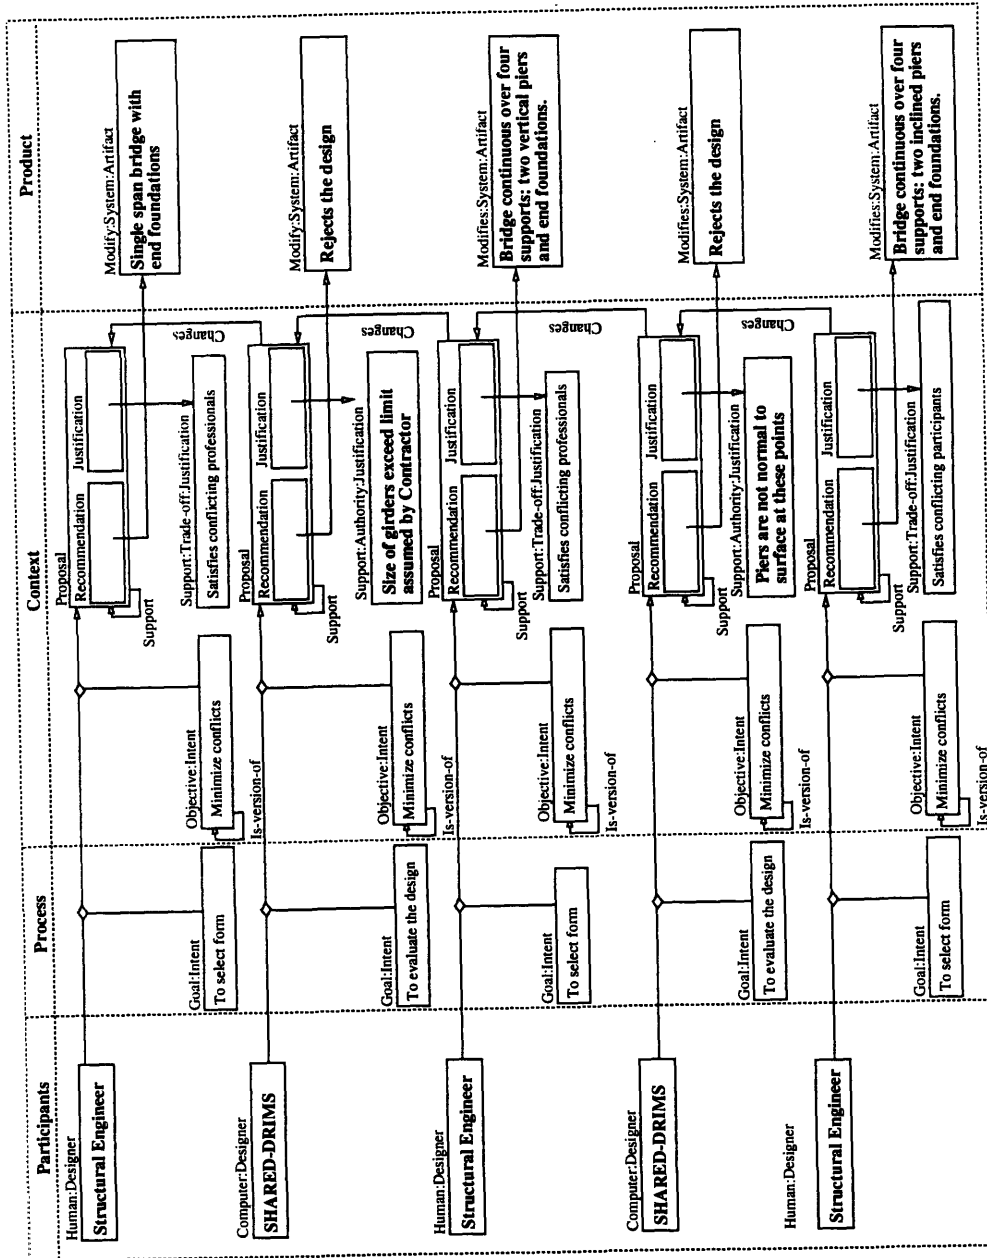 Participants
Process
Context
Product
Human:Designer
Structural Engineer
Goal:Intent
To select form
Objective:Intent
Minimize conflicts
Is-version-of
Proposal
Recommendation
Justification
Support
Support:Trade-off:Justification
Satisfies conflicting professionals
Changes
Modify:System:Artifact
Single span bridge with
end foundations
Computer:Designer
SHARED-DRIMS
Goal:Intent
To evaluate the design
Objective:Intent
Minimize conflicts
Is-version-of
Proposal
Recommendation
Justification
Support
Support:Authority:Justification
Size of girders exceed limit
assumed by Contractor
Changes
Modify:System:Artifact
Rejects the design
Human:Designer
Structural Engineer
Goal:Intent
To select form
Objective:Intent
Minimize conflicts
Is-version-of
Proposal
Recommendation
Justification
Support
Support:Trade-off:Justification
Satisfies conflicting professionals
Changes
Modifies:System:Artifact
Bridge continuous over four
supports: two vertical piers
and end foundations.
Computer:Designer
SHARED-DRIMS
Goal:Intent
To evaluate the design
Objective:Intent
Minimize conflicts
Is-version-of
Proposal
Recommendation
Justification
Support
Support:Authority:Justification
Piers are not normal to
surface at these points
Changes
Modifies:System:Artifact
Rejects the design
Human:Designer
Structural Engineer
Goal:Intent
To select form
Objective:Intent
Minimize conflicts
Is-version-of
Proposal
Recommendation
Justification
Support
Support:Trade-off:Justification
Satisfies conflicting participants
Modifies:System:Artifact
Bridge continuous over four
supports: two inclined piers
and end foundations.